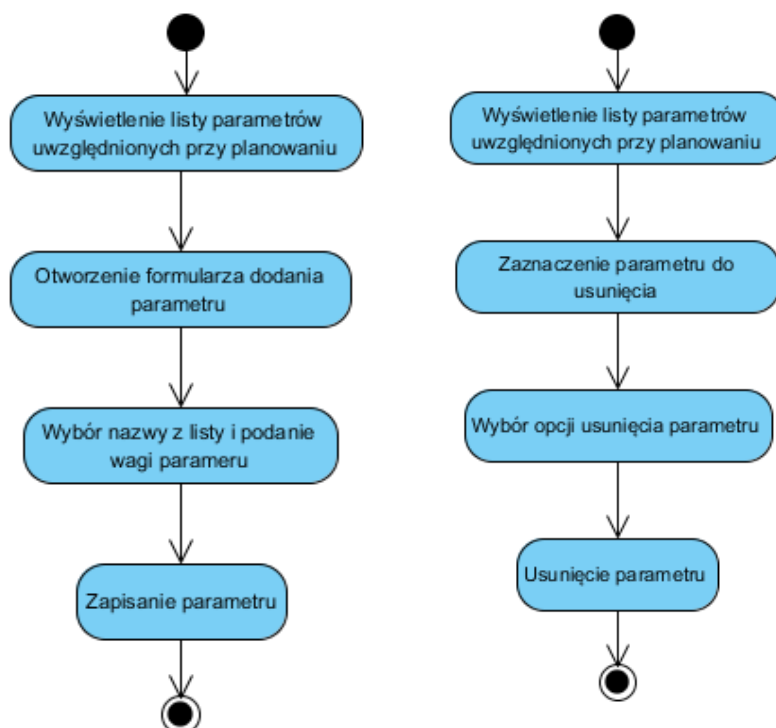 Wyświetlenie listy parametrów
uwzględnionych przy planowaniu
Otworzenie formularza dodania
parametru
Wybór nazwy z listy i podanie
wagi parameru
Zapisanie parametru
Wyświetlenie listy parametrów
uwzględnionych przy planowaniu
Zaznaczenie parametru do
usunięcia
Wybór opcji usunięcia parametru
Usunięcie parametru